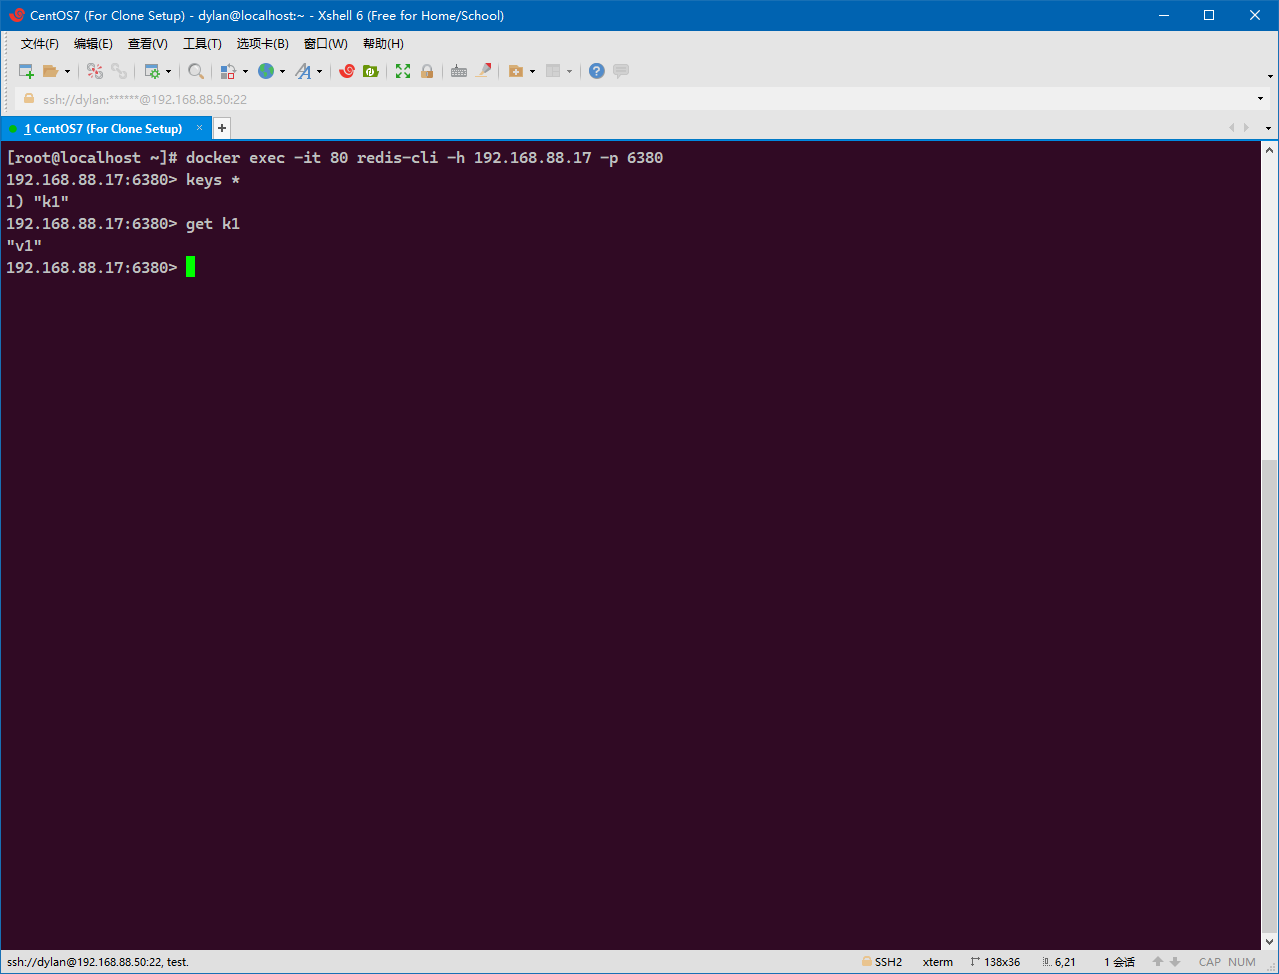 CentOS7 (For Clone Setup) - dylan@localhost:~ - Xshell 6 (Free for Home/School)
文件(F) 编辑(E) 查看(V) 工具(T) 选项卡(B) 窗口(W) 帮助(H)
ssh://dylan:******@192.168.88.50:22
1 CentOS7 (For Clone Setup) × +
[root@localhost ~]# docker exec -it 80 redis-cli -h 192.168.88.17 -p 6380
192.168.88.17:6380> keys *
1) "k1"
192.168.88.17:6380> get k1
"v1"
192.168.88.17:6380>
ssh://dylan@192.168.88.50:22, test. SSH2 xterm 138x36 6,21 1 会话 CAP NUM